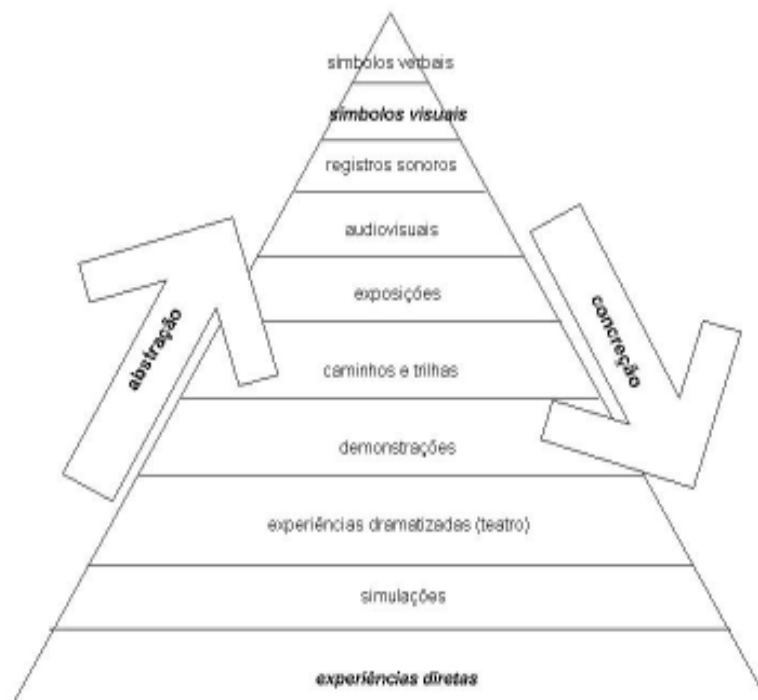 símbolos verbais
símbolos visuais
registros sonoros
audiovisuais
exposições
caminhos e trilhas
demonstrações
experiências dramatizadas (teatro)
simulações
experiências diretas
abstração
concreção